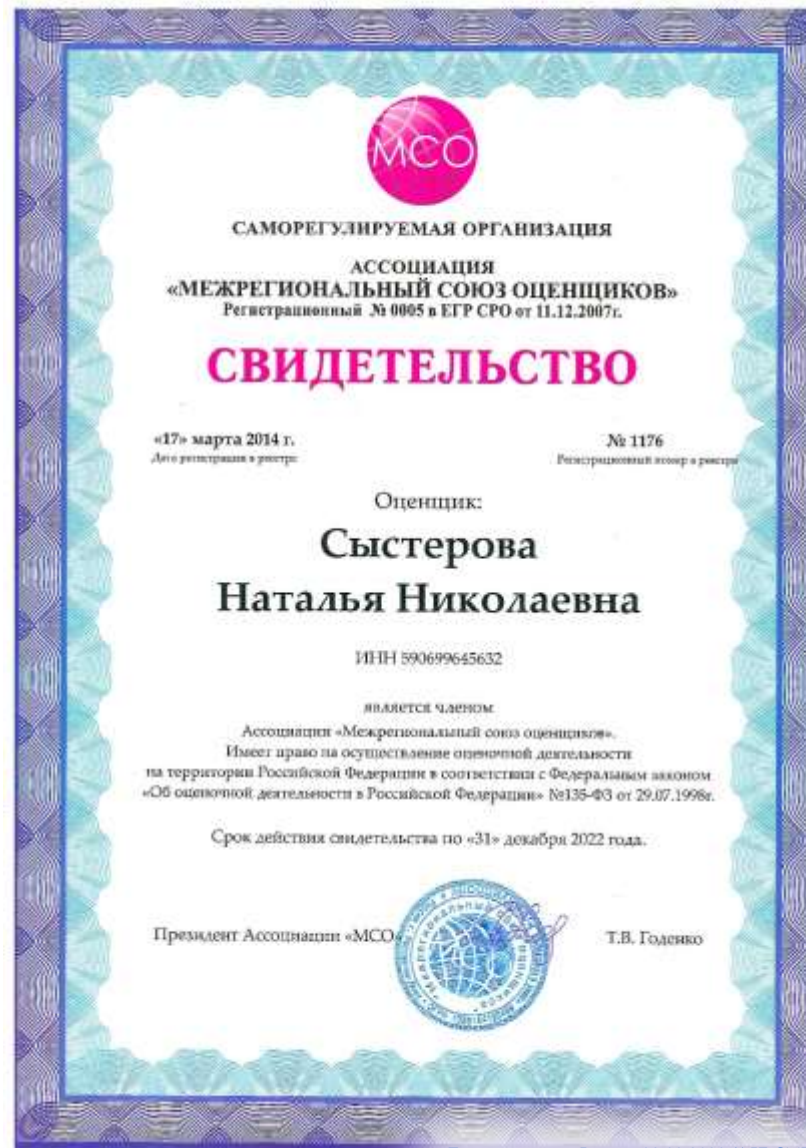 МСО
САМОРЕГУЛИРУЕМАЯ ОРГАНИЗАЦИЯ
АССОЦИАЦИЯ
«МЕЖРЕГИОНАЛЬНЫЙ СОЮЗ ОЦЕНЩИКОВ»
Регистрационный № 0005 в ЕГР СРО от 11.12.2007г.
СВИДЕТЕЛЬСТВО
«17» марта 2014 г.
Дата регистрации в реестре
№ 1176
Регистрационный номер в реестре
Оценщик:
Сыстерова
Наталья Николаевна
ИНН 590699645632
является членом
Ассоциации «Межрегиональный союз оценщиков».
Имеет право на осуществление оценочной деятельности
на территории Российской Федерации в соответствии с Федеральным законом
«Об оценочной деятельности в Российской Федерации» №135-ФЗ от 29.07.1998г.
Срок действия свидетельства по «31» декабря 2022 года.
Президент Ассоциации «МСО»
Т.В. Годенко